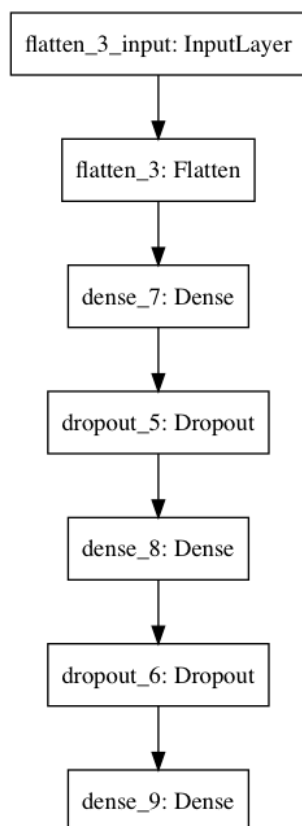 flatten_3_input: InputLayer
flatten_3: Flatten
dense_7: Dense
dropout_5: Dropout
dense_8: Dense
dropout_6: Dropout
dense_9: Dense